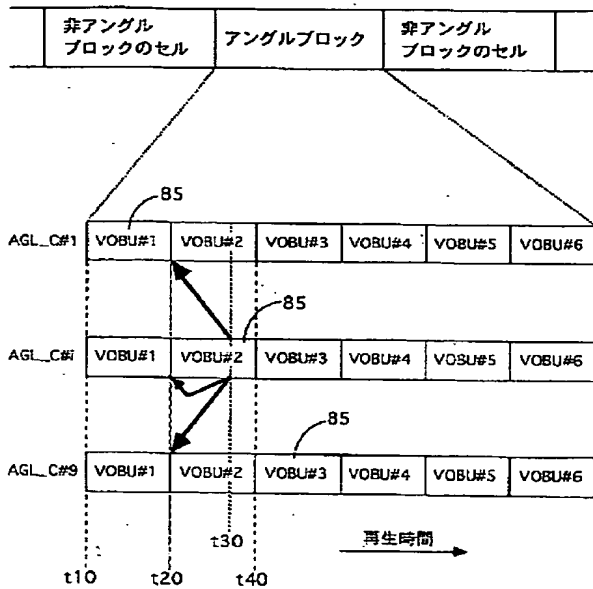 非アングル
ブロックのセル
アングルブロック
非アングル
ブロックのセル
85
AGL_C#1 VOBU#1 VOBU#2 VOBU#3 VOBU#4 VOBU#5 VOBU#6
85
AGL_C#i VOBU#1 VOBU#2 VOBU#3 VOBU#4 VOBU#5 VOBU#6
85
AGL_C#9 VOBU#1 VOBU#2 VOBU#3 VOBU#4 VOBU#5 VOBU#6
t30 再生時間
t10 t20 t40